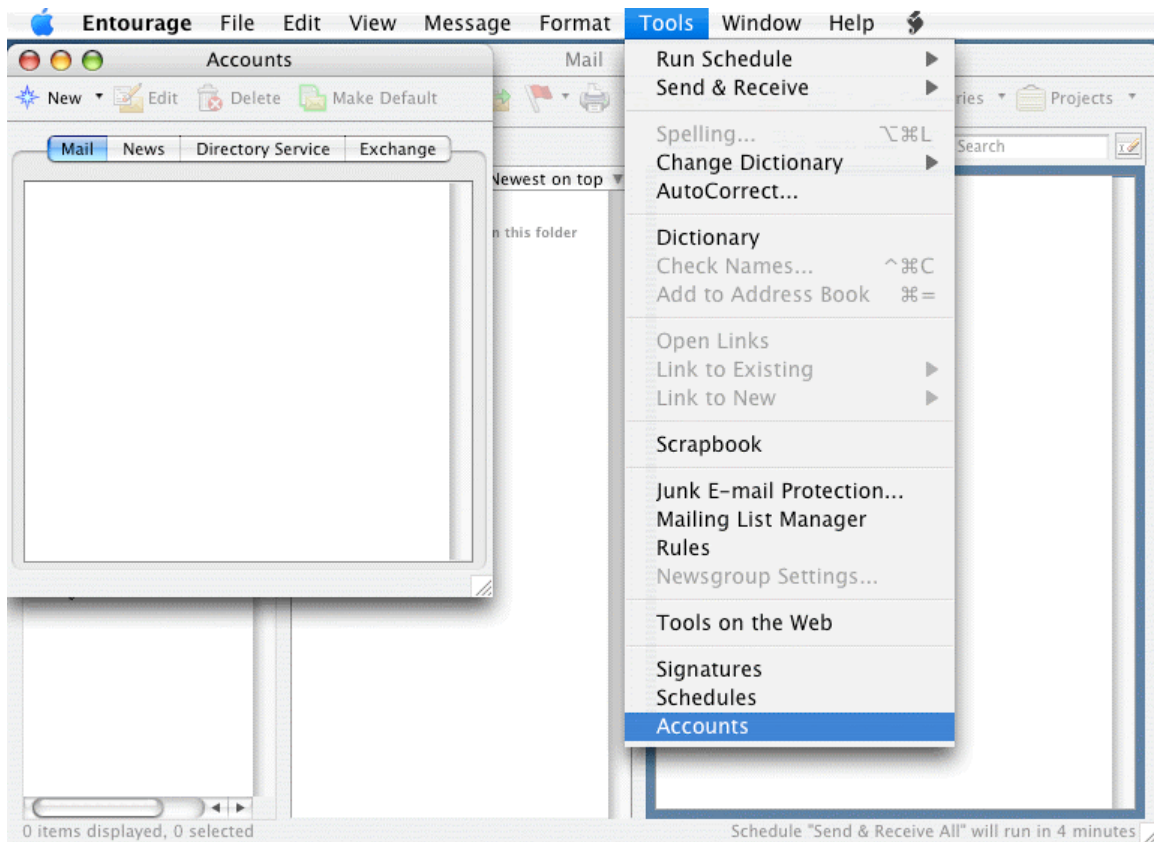 Entourage File Edit View Message Format Tools Window Help
Accounts
Mail
New Edit Delete Make Default
ries Projects
Mail News Directory Service Exchange
Search
Newest on top
n this folder
Run Schedule
Send & Receive
Spelling... ⌥⌘L
Change Dictionary
AutoCorrect...
Dictionary
Check Names... ^⌘C
Add to Address Book ⌘=
Open Links
Link to Existing
Link to New
Scrapbook
Junk E-mail Protection...
Mailing List Manager
Rules
Newsgroup Settings...
Tools on the Web
Signatures
Schedules
Accounts
0 items displayed, 0 selected
Schedule "Send & Receive All" will run in 4 minutes